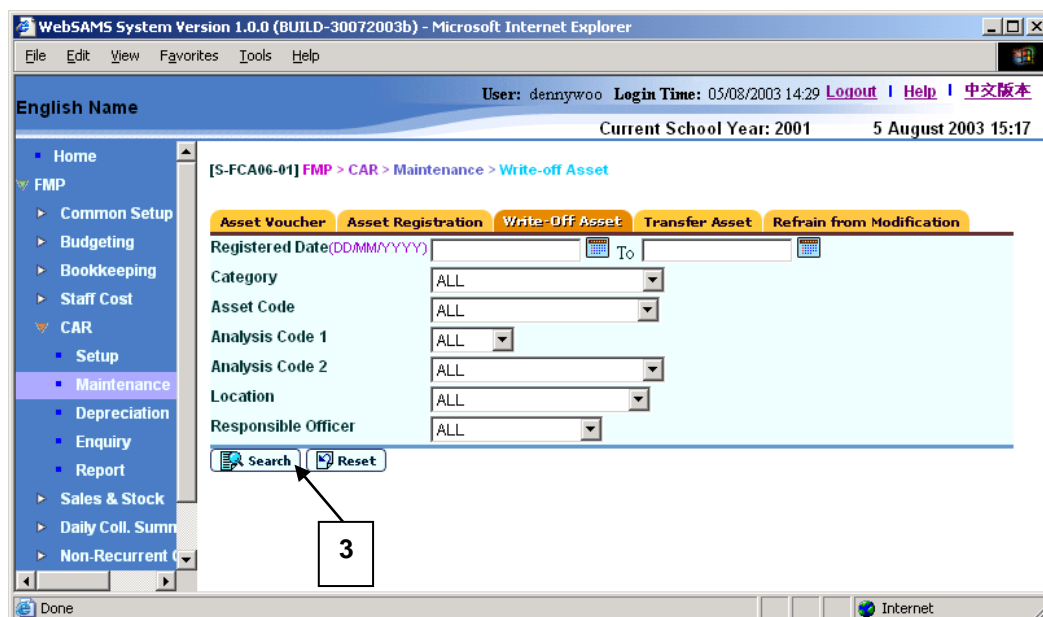 WebSAMS System Version 1.0.0 (BUILD-30072003b) - Microsoft Internet Explorer
File Edit View Favorites Tools Help
User: dennywoo Login Time: 05/08/2003 14:29 Logout | Help | 中文版本
English Name
Current School Year: 2001 5 August 2003 15:17
Home
FMP
Common Setup
Budgeting
Bookkeeping
Staff Cost
CAR
Setup
Maintenance
Depreciation
Enquiry
Report
Sales & Stock
Daily Coll. Summ
Non-Recurrent (
[S-FCA06-01] FMP > CAR > Maintenance > Write-off Asset
Asset Voucher Asset Registration Write-Off Asset Transfer Asset Refrain from Modification
Registered Date(DD/MM/YYYY) To
Category ALL
Asset Code ALL
Analysis Code 1 ALL
Analysis Code 2 ALL
Location ALL
Responsible Officer ALL
Search Reset
3
Done Internet